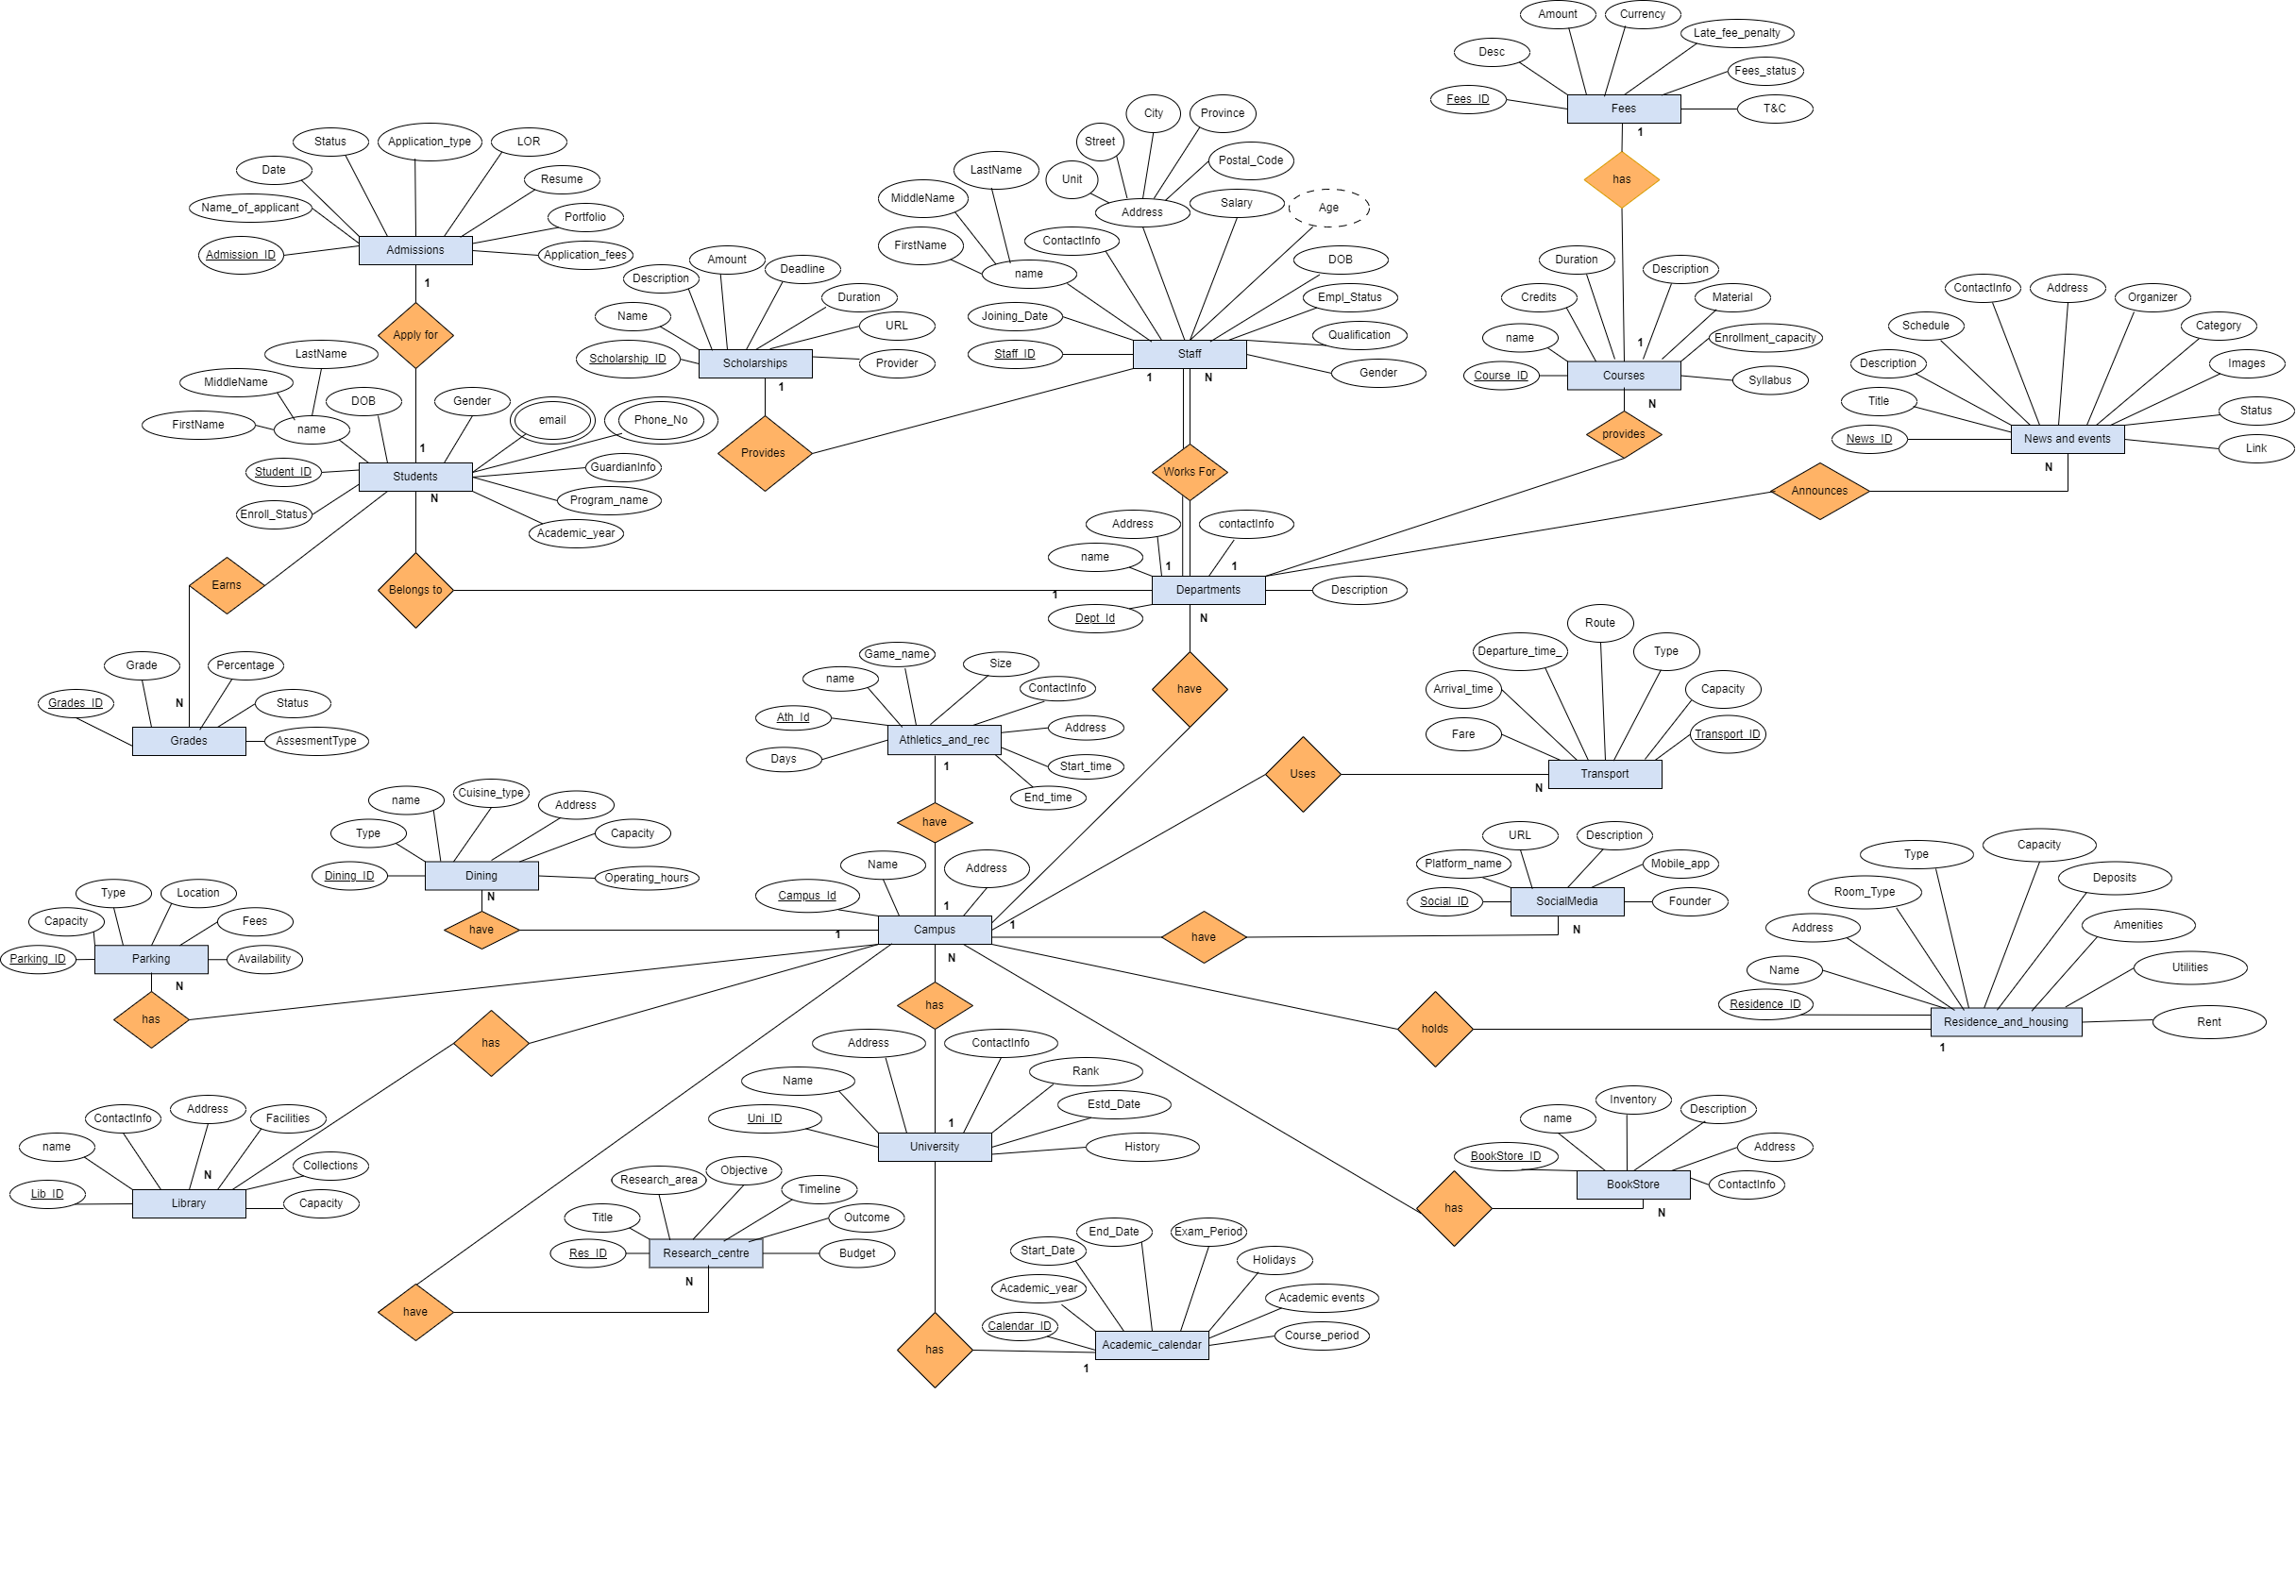 Amount
Currency
Late_fee_penalty
Desc
Fees_status
Fees_ID
Fees
T&C
1
has
City
Province
Street
Postal_Code
Unit
Address
LastName
MiddleName
FirstName
name
ContactInfo
Salary
Age
DOB
Empl_Status
Qualification
Gender
Joining_Date
Staff_ID
Staff
1
N
Status
Application_type
LOR
Date
Resume
Name_of_applicant
Portfolio
Admission_ID
Admissions
Application_fees
1
Apply for
Amount
Deadline
Description
Duration
Name
URL
Scholarship_ID
Scholarships
Provider
1
Provides
Duration
Description
Credits
Material
name
1
Enrollment_capacity
Course_ID
Courses
Syllabus
N
provides
ContactInfo
Address
Organizer
Schedule
Category
Description
Images
Title
Status
News_ID
News and events
Link
N
Announces
LastName
MiddleName
DOB
Gender
email
Phone_No
FirstName
name
1
GuardianInfo
Student_ID
Students
Program_name
N
Enroll_Status
Academic_year
Works For
Address
contactInfo
name
1
1
Earns
Belongs to
1
Departments
Description
Dept_Id
N
Grade
Percentage
Grades_ID
N
Status
Grades
AssesmentType
Game_name
Size
name
ContactInfo
Ath_Id
Address
Athletics_and_rec
Days
Start_time
1
End_time
have
have
Route
Departure_time_
Type
Arrival_time
Capacity
Fare
Transport_ID
Uses
Transport
N
Cuisine_type
name
Address
Type
Capacity
Dining_ID
Dining
Operating_hours
N
have
Name
Address
Campus_Id
1
1
1
Campus
N
URL
Description
Platform_name
Mobile_app
Social_ID
SocialMedia
Founder
have
N
Type
Capacity
Room_Type
Deposits
Address
Amenities
Name
Utilities
Residence_ID
holds
Residence_and_housing
Rent
1
Type
Location
Capacity
Fees
Parking_ID
Parking
Availability
N
has
has
has
Address
ContactInfo
Name
Rank
Uni_ID
Estd_Date
1
University
History
ContactInfo
Address
Facilities
name
Collections
N
Lib_ID
Library
Capacity
Research_area
Objective
Timeline
Title
Outcome
Res_ID
Research_centre
Budget
N
have
Inventory
name
Description
BookStore_ID
Address
BookStore
ContactInfo
has
N
End_Date
Exam_Period
Start_Date
Holidays
Academic_year
Academic events
Calendar_ID
Course_period
has
Academic_calendar
1